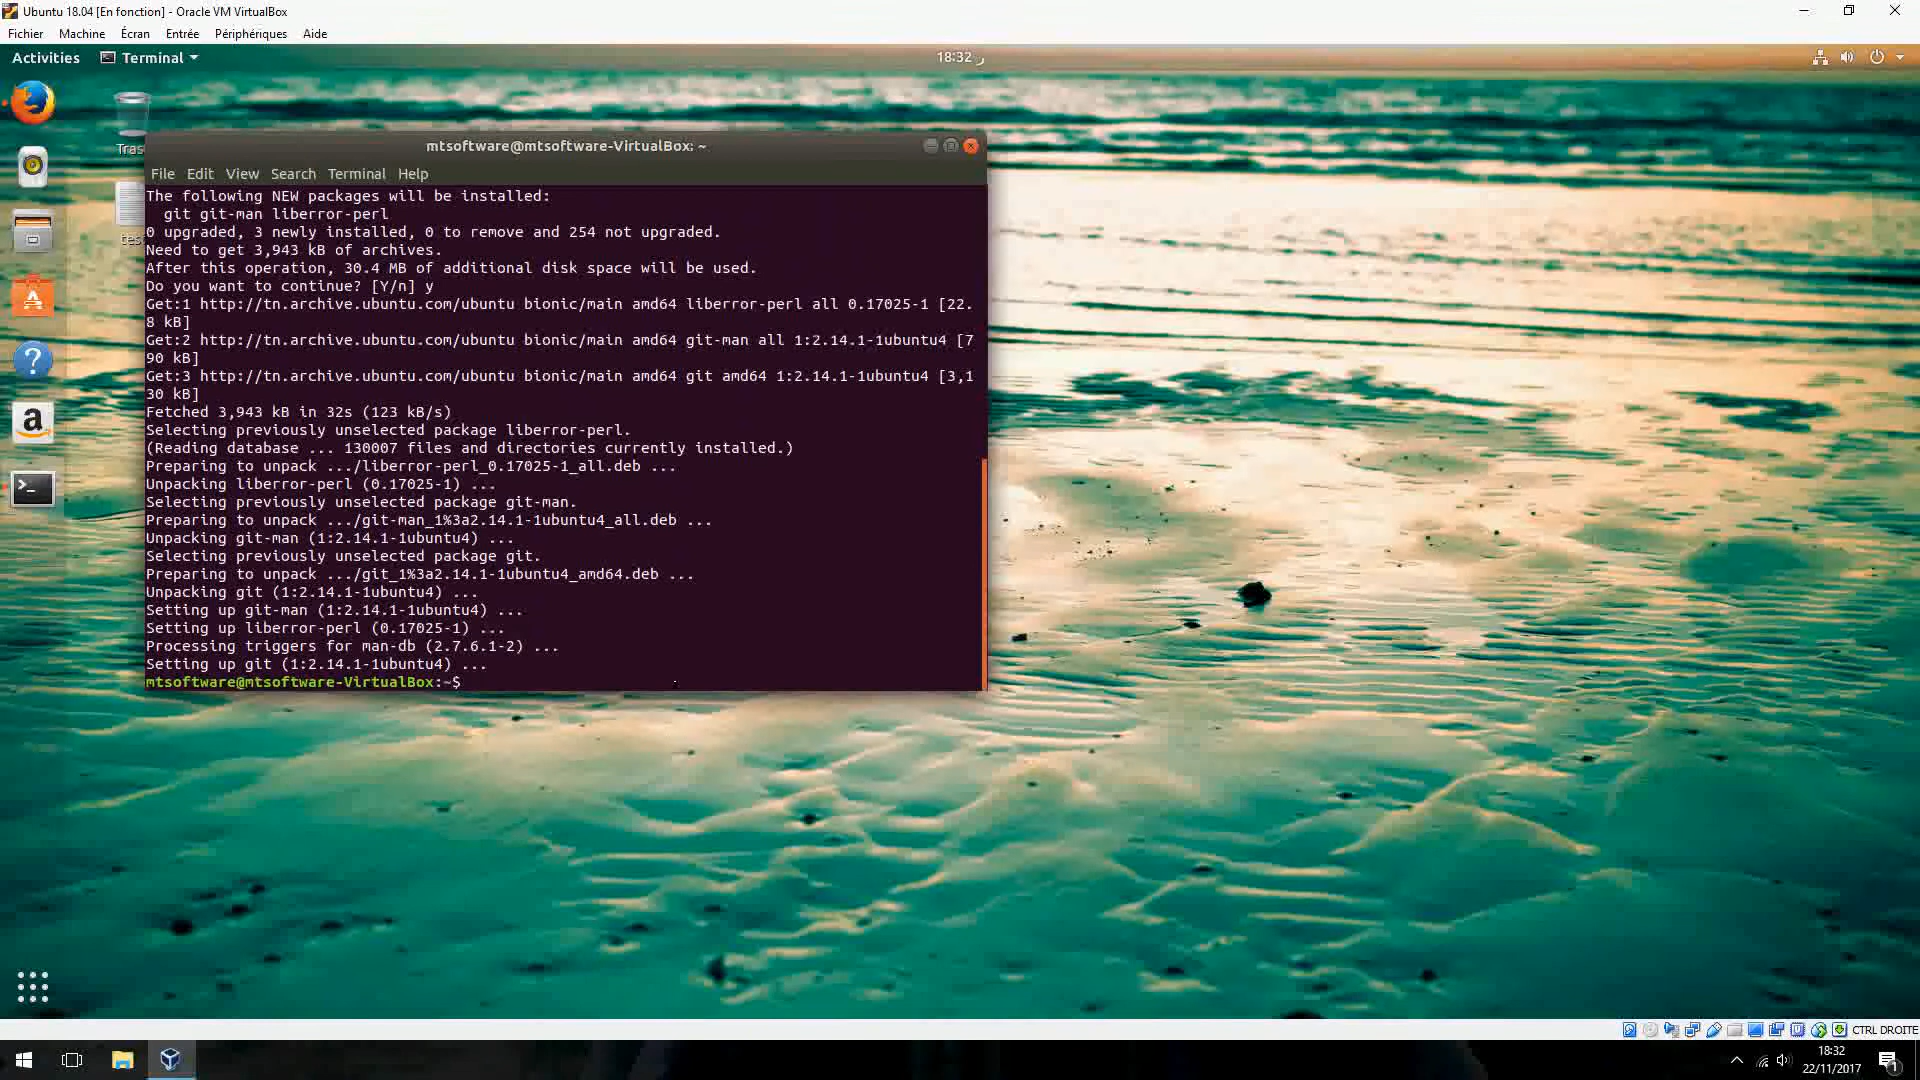 Ubuntu 18.04 [En fonction] - Oracle VM VirtualBox
Fichier Machine Écran Entrée Périphériques Aide
Activities Terminal 18:32
Tras
tes
mtsoftware@mtsoftware-VirtualBox: ~
File Edit View Search Terminal Help
The following NEW packages will be installed:
git git-man liberror-perl
0 upgraded, 3 newly installed, 0 to remove and 254 not upgraded.
Need to get 3,943 kB of archives.
After this operation, 30.4 MB of additional disk space will be used.
Do you want to continue? [Y/n] y
Get:1 http://tn.archive.ubuntu.com/ubuntu bionic/main amd64 liberror-perl all 0.17025-1 [22.
8 kB]
Get:2 http://tn.archive.ubuntu.com/ubuntu bionic/main amd64 git-man all 1:2.14.1-1ubuntu4 [7
90 kB]
Get:3 http://tn.archive.ubuntu.com/ubuntu bionic/main amd64 git amd64 1:2.14.1-1ubuntu4 [3,1
30 kB]
Fetched 3,943 kB in 32s (123 kB/s)
Selecting previously unselected package liberror-perl.
(Reading database ... 130007 files and directories currently installed.)
Preparing to unpack .../liberror-perl_0.17025-1_all.deb ...
Unpacking liberror-perl (0.17025-1) ...
Selecting previously unselected package git-man.
Preparing to unpack .../git-man_1%3a2.14.1-1ubuntu4_all.deb ...
Unpacking git-man (1:2.14.1-1ubuntu4) ...
Selecting previously unselected package git.
Preparing to unpack .../git_1%3a2.14.1-1ubuntu4_amd64.deb ...
Unpacking git (1:2.14.1-1ubuntu4) ...
Setting up git-man (1:2.14.1-1ubuntu4) ...
Setting up liberror-perl (0.17025-1) ...
Processing triggers for man-db (2.7.6.1-2) ...
Setting up git (1:2.14.1-1ubuntu4) ...
mtsoftware@mtsoftware-VirtualBox:~$
CTRL DROITE
18:32
22/11/2017
1